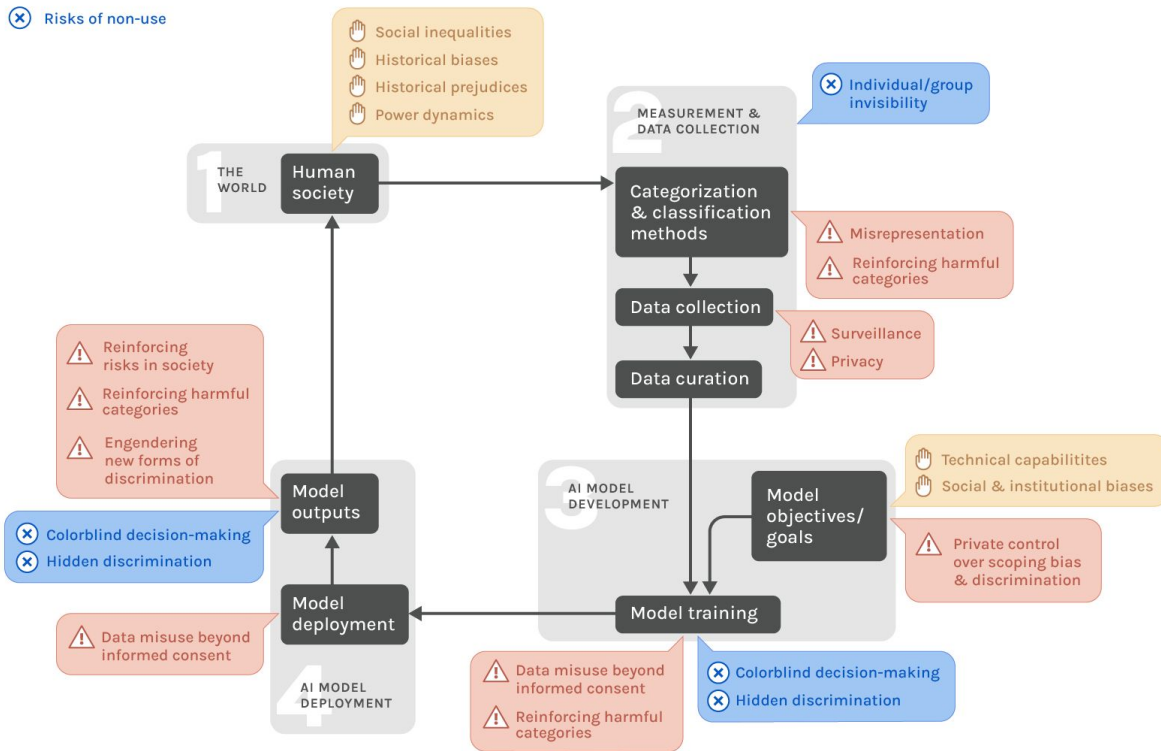 Risks of non-use
Social inequalities
Historical biases
Historical prejudices
Power dynamics
1
THE
WORLD
Human
society
2
MEASUREMENT &
DATA COLLECTION
Individual/group
invisibility
Categorization
& classification
methods
Misrepresentation
Reinforcing harmful
categories
Data collection
Surveillance
Privacy
Data curation
3
AI MODEL
DEVELOPMENT
Model
objectives/
goals
Technical capabilitites
Social & institutional biases
Private control
over scoping bias
& discrimination
Model training
Data misuse beyond
informed consent
Reinforcing harmful
categories
Colorblind decision-making
Hidden discrimination
4
AI MODEL
DEPLOYMENT
Model
deployment
Data misuse beyond
informed consent
Model
outputs
Reinforcing
risks in society
Reinforcing harmful
categories
Engendering
new forms of
discrimination
Colorblind decision-making
Hidden discrimination